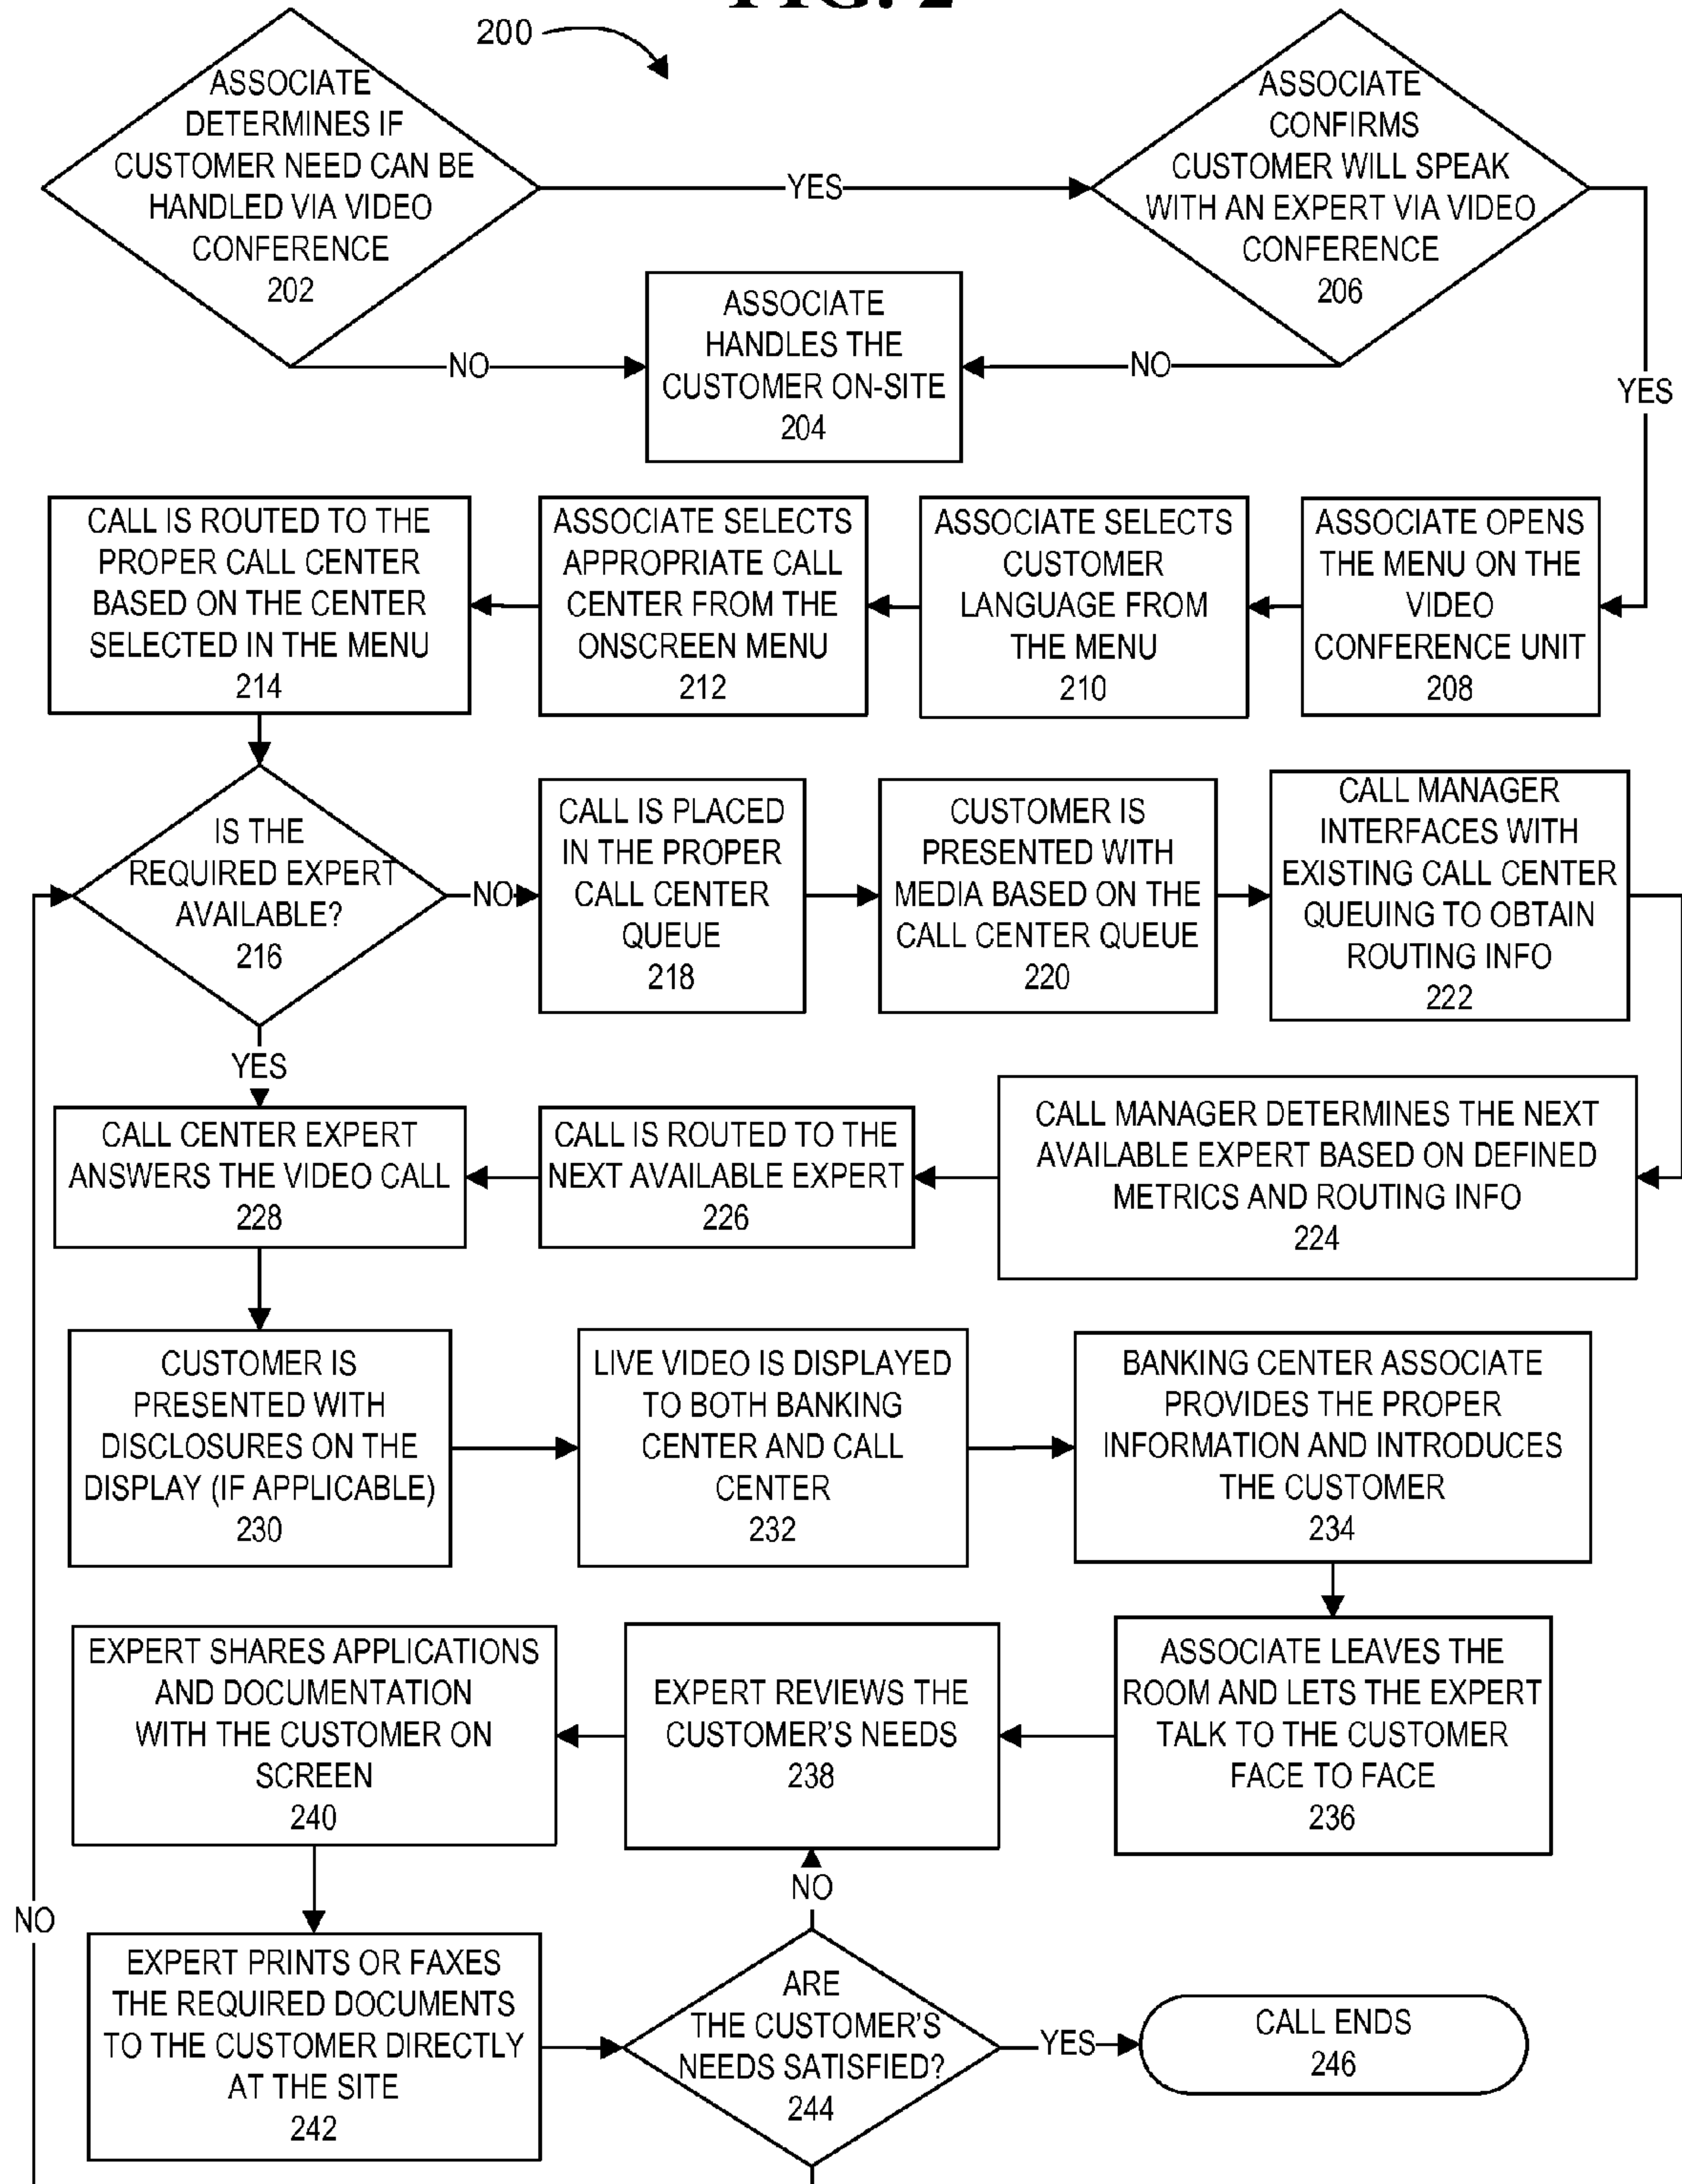 FIG. 2
200
ASSOCIATE
DETERMINES IF
CUSTOMER NEED CAN BE
HANDLED VIA VIDEO
CONFERENCE
202
YES
ASSOCIATE
CONFIRMS
CUSTOMER WILL SPEAK
WITH AN EXPERT VIA VIDEO
CONFERENCE
206
NO
ASSOCIATE
HANDLES THE
CUSTOMER ON-SITE
204
NO
YES
ASSOCIATE OPENS
THE MENU ON THE
VIDEO
CONFERENCE UNIT
208
ASSOCIATE SELECTS
CUSTOMER
LANGUAGE FROM
THE MENU
210
ASSOCIATE SELECTS
APPROPRIATE CALL
CENTER FROM THE
ONSCREEN MENU
212
CALL IS ROUTED TO THE
PROPER CALL CENTER
BASED ON THE CENTER
SELECTED IN THE MENU
214
IS THE
REQUIRED EXPERT
AVAILABLE?
216
NO
CALL IS PLACED
IN THE PROPER
CALL CENTER
QUEUE
218
CUSTOMER IS
PRESENTED WITH
MEDIA BASED ON THE
CALL CENTER QUEUE
220
CALL MANAGER
INTERFACES WITH
EXISTING CALL CENTER
QUEUING TO OBTAIN
ROUTING INFO
222
YES
CALL MANAGER DETERMINES THE NEXT
AVAILABLE EXPERT BASED ON DEFINED
METRICS AND ROUTING INFO
224
CALL IS ROUTED TO THE
NEXT AVAILABLE EXPERT
226
CALL CENTER EXPERT
ANSWERS THE VIDEO CALL
228
CUSTOMER IS
PRESENTED WITH
DISCLOSURES ON THE
DISPLAY (IF APPLICABLE)
230
LIVE VIDEO IS DISPLAYED
TO BOTH BANKING
CENTER AND CALL
CENTER
232
BANKING CENTER ASSOCIATE
PROVIDES THE PROPER
INFORMATION AND INTRODUCES
THE CUSTOMER
234
ASSOCIATE LEAVES THE
ROOM AND LETS THE EXPERT
TALK TO THE CUSTOMER
FACE TO FACE
236
EXPERT REVIEWS THE
CUSTOMER'S NEEDS
238
EXPERT SHARES APPLICATIONS
AND DOCUMENTATION
WITH THE CUSTOMER ON
SCREEN
240
NO
NO
EXPERT PRINTS OR FAXES
THE REQUIRED DOCUMENTS
TO THE CUSTOMER DIRECTLY
AT THE SITE
242
ARE
THE CUSTOMER'S
NEEDS SATISFIED?
244
YES
CALL ENDS
246